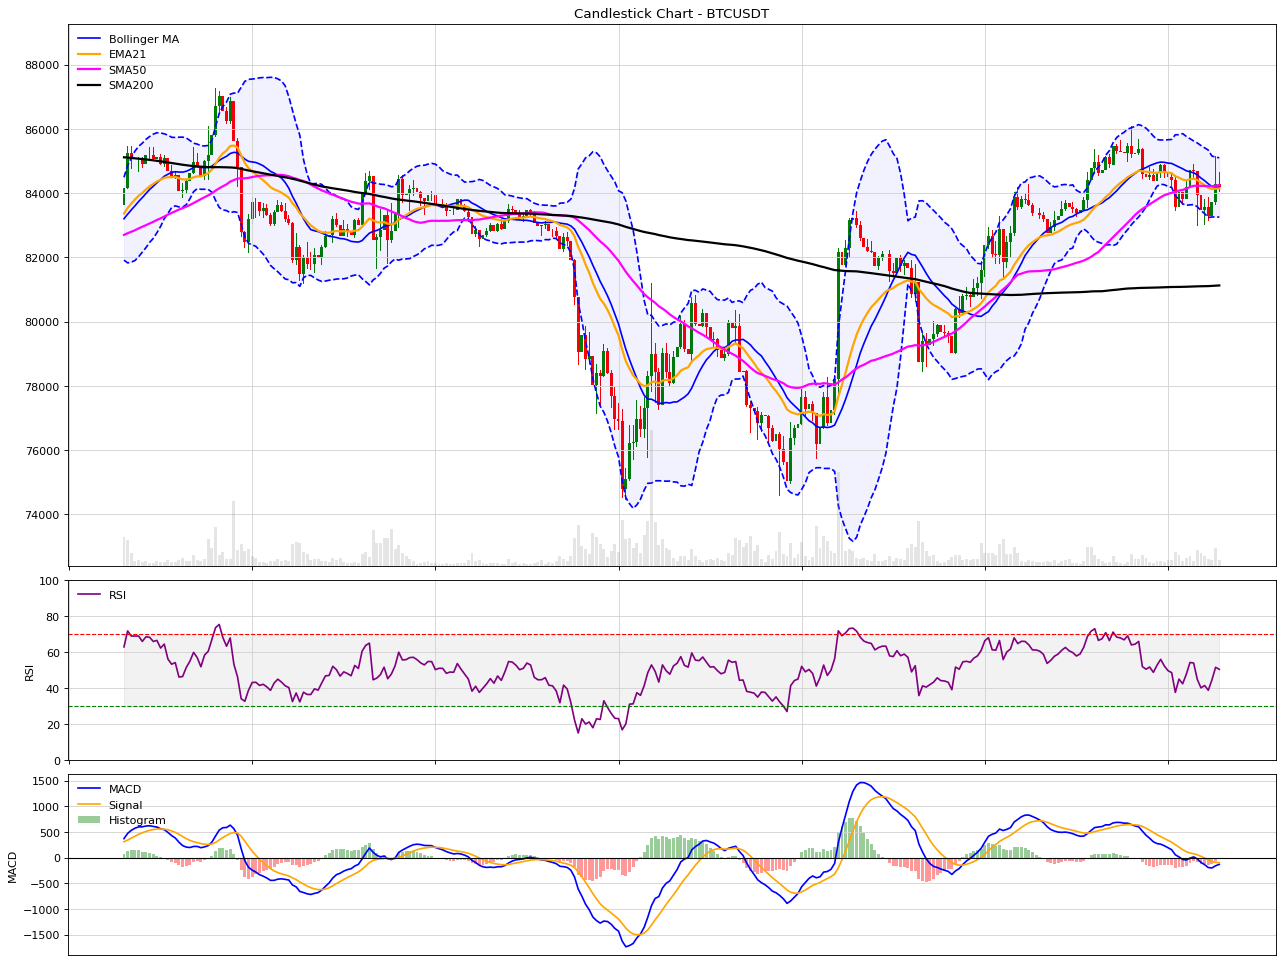 Candlestick Chart - BTCUSDT
Bollinger MA
EMA21
SMA50
SMA200
88000
86000
84000
82000
80000
78000
76000
74000
100
80
60
40
20
0
RSI
RSI
1500
1000
500
0
−500
−1000
−1500
MACD
MACD
Signal
Histogram